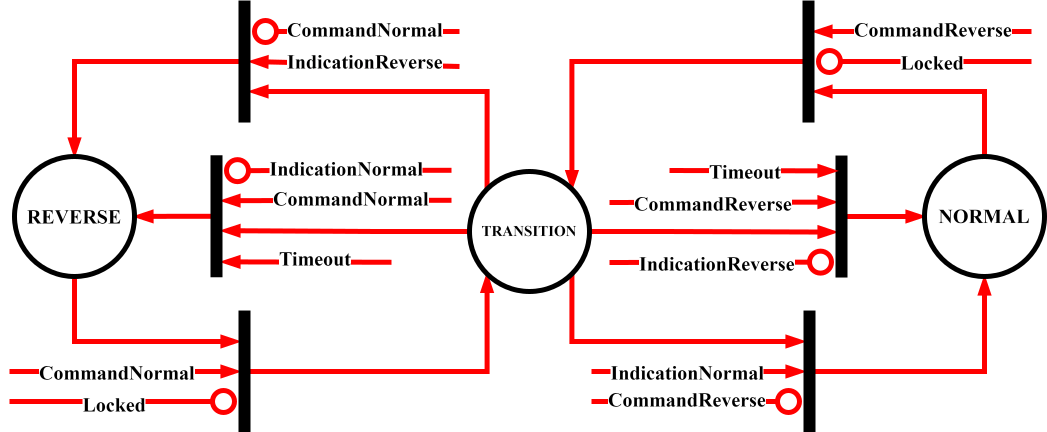 CommandNormal
IndicationReverse
CommandReverse
Locked
IndicationNormal
CommandNormal
Timeout
Timeout
CommandReverse
IndicationReverse
REVERSE
TRANSITION
NORMAL
CommandNormal
Locked
IndicationNormal
CommandReverse